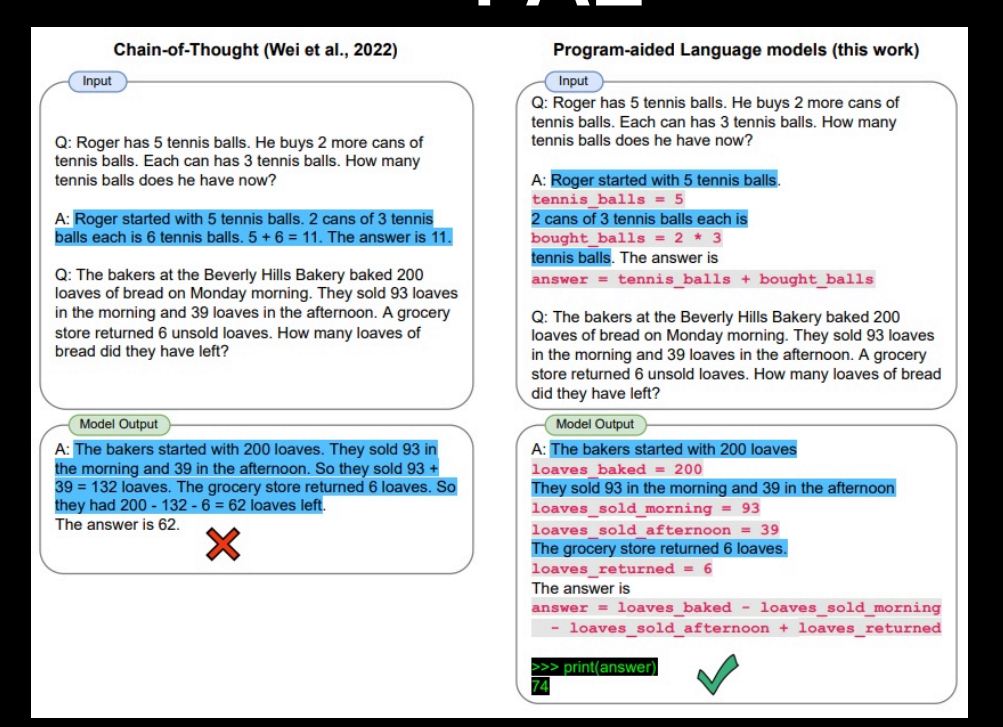 Chain-of-Thought (Wei et al., 2022)
Input
Q: Roger has 5 tennis balls. He buys 2 more cans of
tennis balls. Each can has 3 tennis balls. How many
tennis balls does he have now?
A: Roger started with 5 tennis balls. 2 cans of 3 tennis
balls each is 6 tennis balls. 5 + 6 = 11. The answer is 11.
Q: The bakers at the Beverly Hills Bakery baked 200
loaves of bread on Monday morning. They sold 93 loaves
in the morning and 39 loaves in the afternoon. A grocery
store returned 6 unsold loaves. How many loaves of
bread did they have left?
Model Output
A: The bakers started with 200 loaves. They sold 93 in
the morning and 39 in the afternoon. So they sold 93 +
39 = 132 loaves. The grocery store returned 6 loaves. So
they had 200 - 132 - 6 = 62 loaves left.
The answer is 62.
Program-aided Language models (this work)
Input
Q: Roger has 5 tennis balls. He buys 2 more cans of
tennis balls. Each can has 3 tennis balls. How many
tennis balls does he have now?
A: Roger started with 5 tennis balls.
tennis_balls = 5
2 cans of 3 tennis balls each is
bought_balls = 2 * 3
tennis balls. The answer is
answer = tennis_balls + bought_balls
Q: The bakers at the Beverly Hills Bakery baked 200
loaves of bread on Monday morning. They sold 93 loaves
in the morning and 39 loaves in the afternoon. A grocery
store returned 6 unsold loaves. How many loaves of bread
did they have left?
Model Output
A: The bakers started with 200 loaves
loaves_baked = 200
They sold 93 in the morning and 39 in the afternoon
loaves_sold_morning = 93
loaves_sold_afternoon = 39
The grocery store returned 6 loaves.
loaves_returned = 6
The answer is
answer = loaves_baked - loaves_sold_morning
- loaves_sold_afternoon + loaves_returned
>>> print(answer)
74